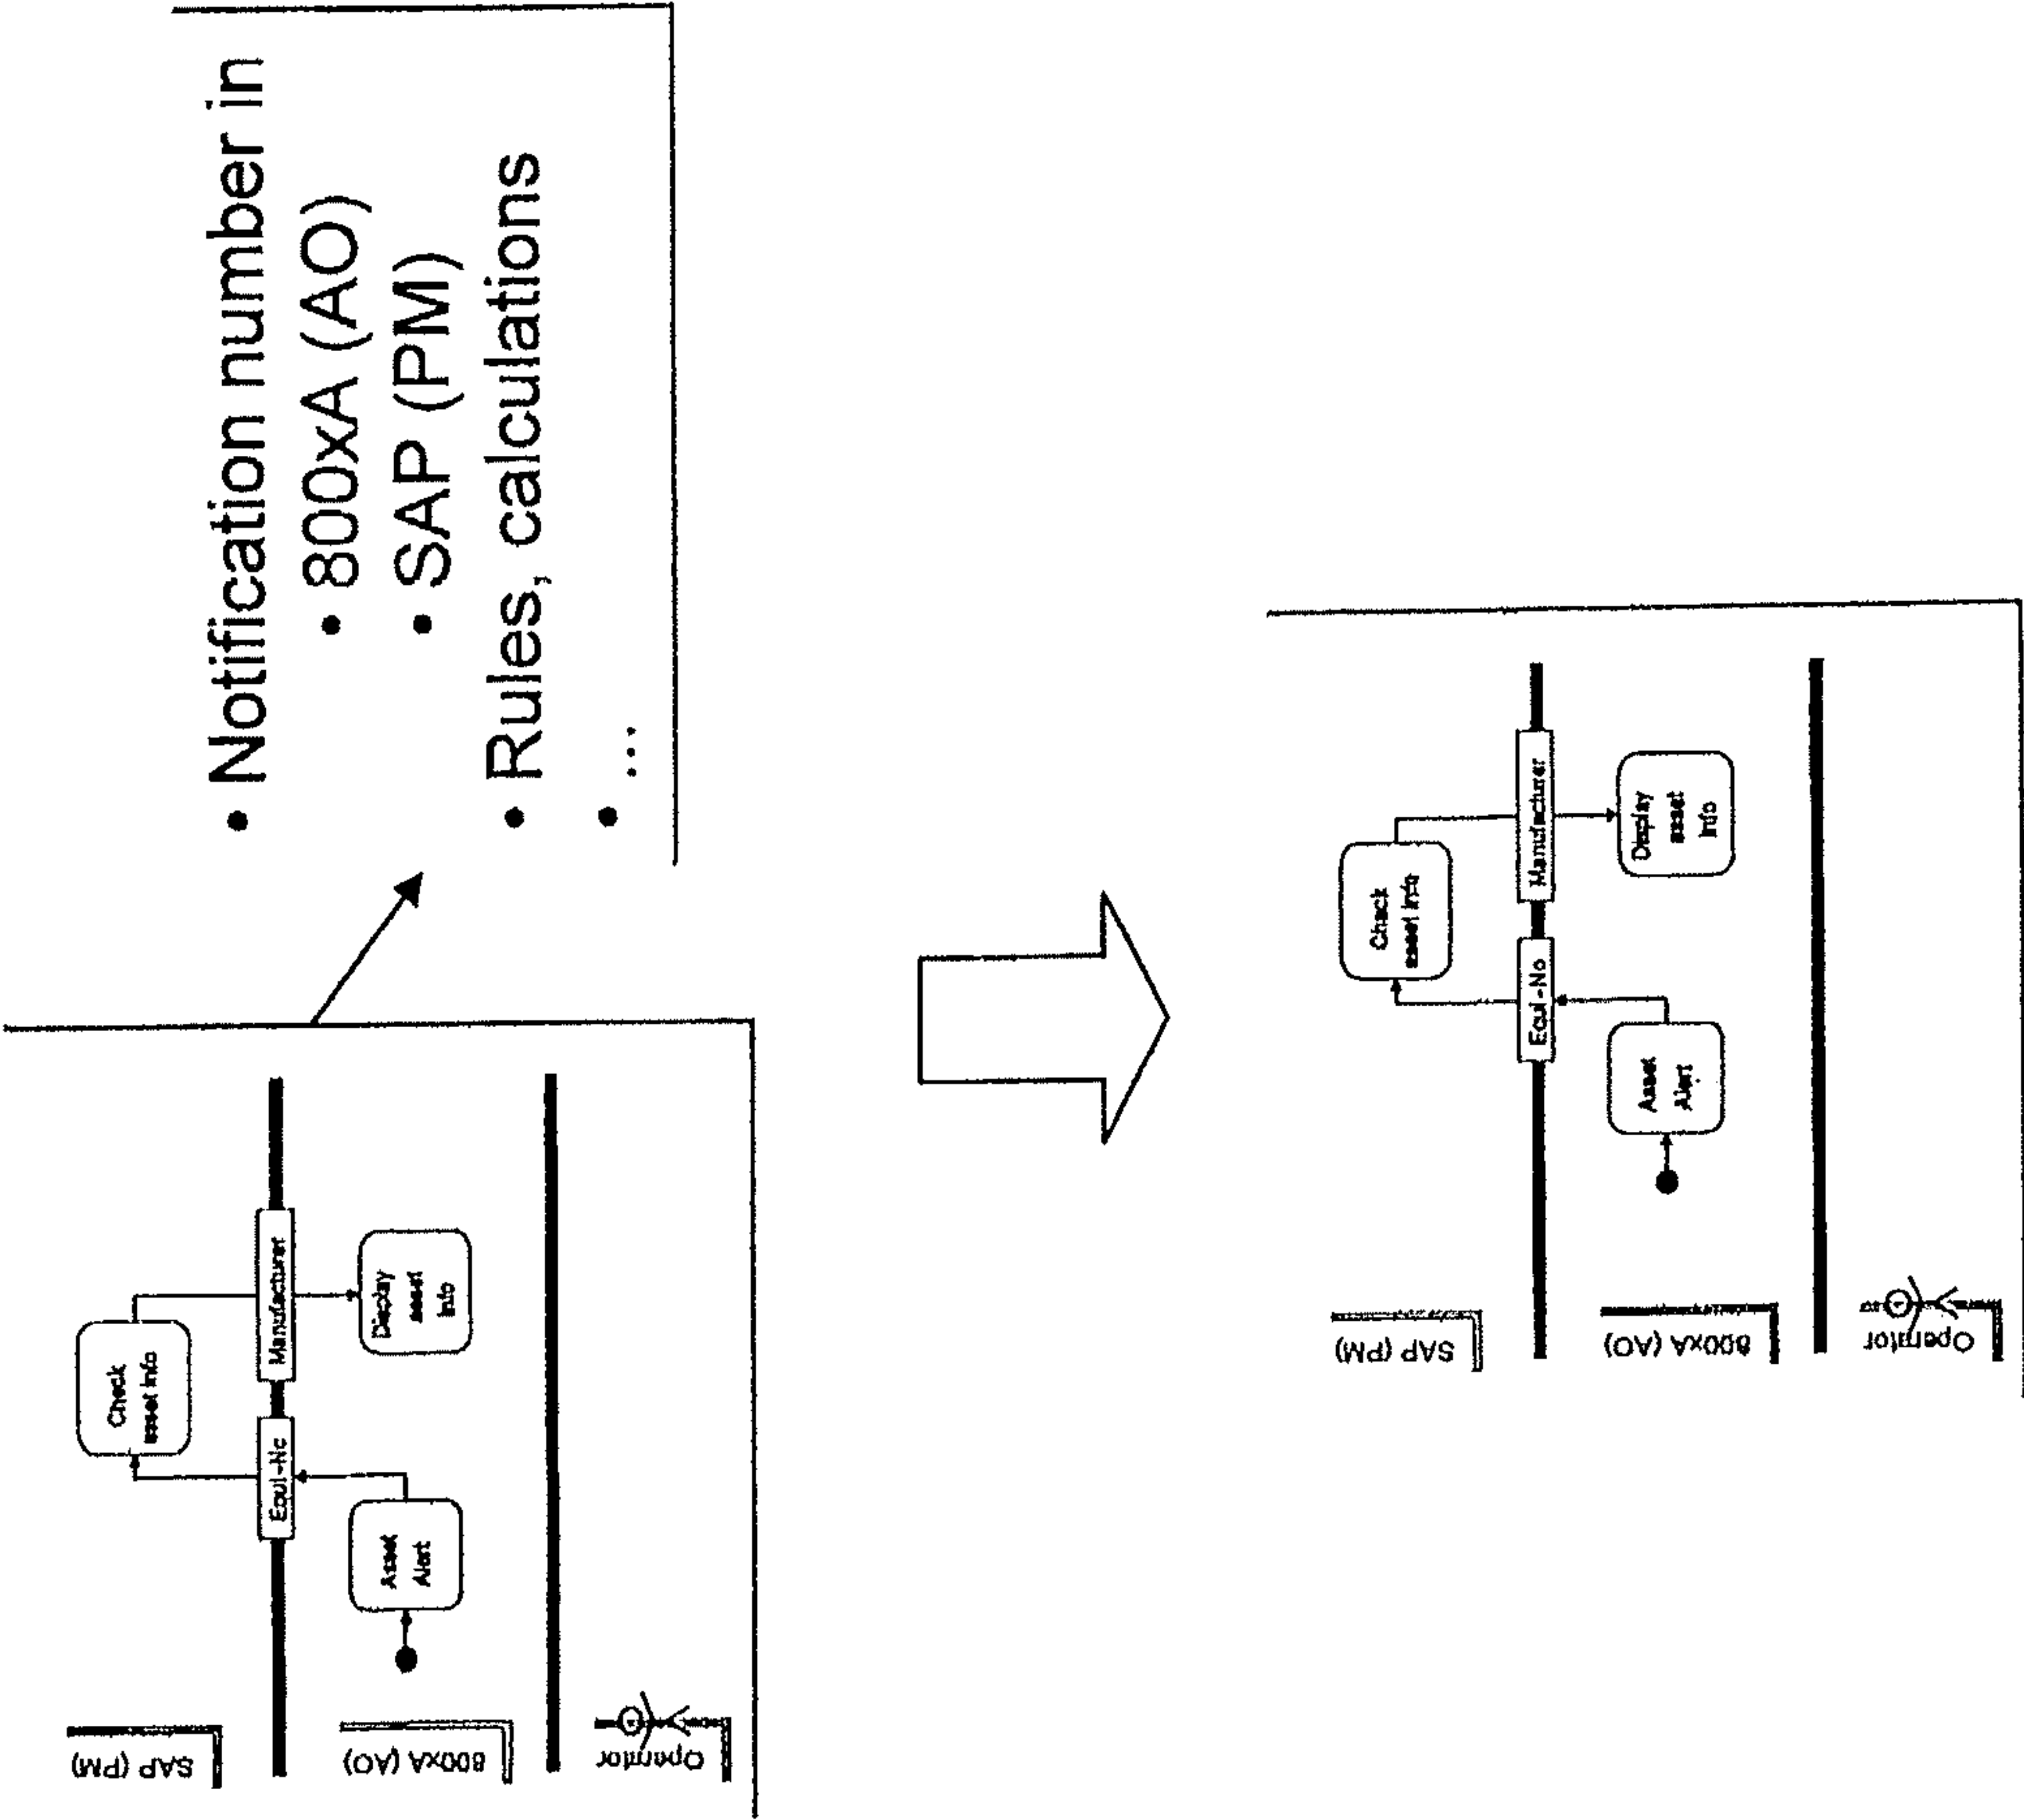 SAP (PM)
Check
asset info
Equi-No
Manufacturer
800xA (AO)
Asset
Alert
Display
asset
info
Operator
• Notification number in
• 800xA (AO)
• SAP (PM)
• Rules, calculations
• ...
SAP (PM)
Check
asset info
Equi-No
Manufacturer
800xA (AO)
Asset
Alert
Display
asset
info
Operator